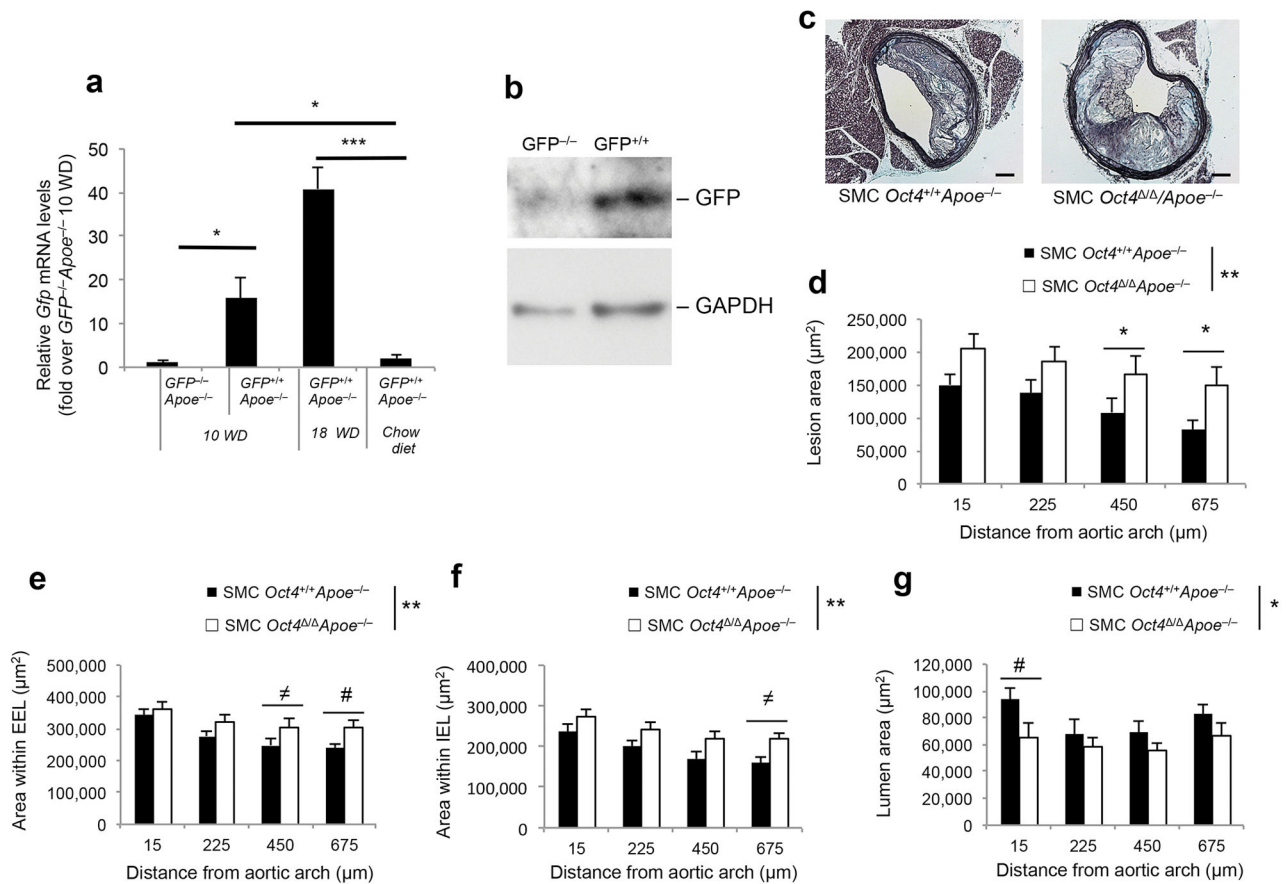 a
*
***
*
Relative Gfp mRNA levels
(fold over GFP–/–Apoe–/– 10 WD)
50
40
30
20
10
0
GFP–/– GFP+/+ GFP+/+ GFP+/+
Apoe–/– Apoe–/– Apoe–/– Apoe–/–
10 WD 18 WD Chow
diet
b
GFP–/– GFP+/+
– GFP
– GAPDH
c
SMC Oct4+/+Apoe–/– SMC Oct4Δ/Δ/Apoe–/–
d
SMC Oct4+/+Apoe–/–
SMC Oct4Δ/ΔApoe–/–
**
Lesion area (µm2)
250,000
200,000
150,000
100,000
50,000
0
* *
15 225 450 675
Distance from aortic arch (µm)
e
SMC Oct4+/+Apoe–/–
SMC Oct4Δ/ΔApoe–/–
**
Area within EEL (µm2)
500,000
400,000
300,000
200,000
100,000
0
≠ #
15 225 450 675
Distance from aortic arch (µm)
f
SMC Oct4+/+Apoe–/–
SMC Oct4Δ/ΔApoe–/–
**
Area within IEL (µm2)
400,000
300,000
200,000
100,000
0
≠
15 225 450 675
Distance from aortic arch (µm)
g
SMC Oct4+/+Apoe–/–
SMC Oct4Δ/ΔApoe–/–
*
Lumen area (µm2)
120,000
100,000
80,000
60,000
40,000
20,000
0
#
15 225 450 675
Distance from aortic arch (µm)